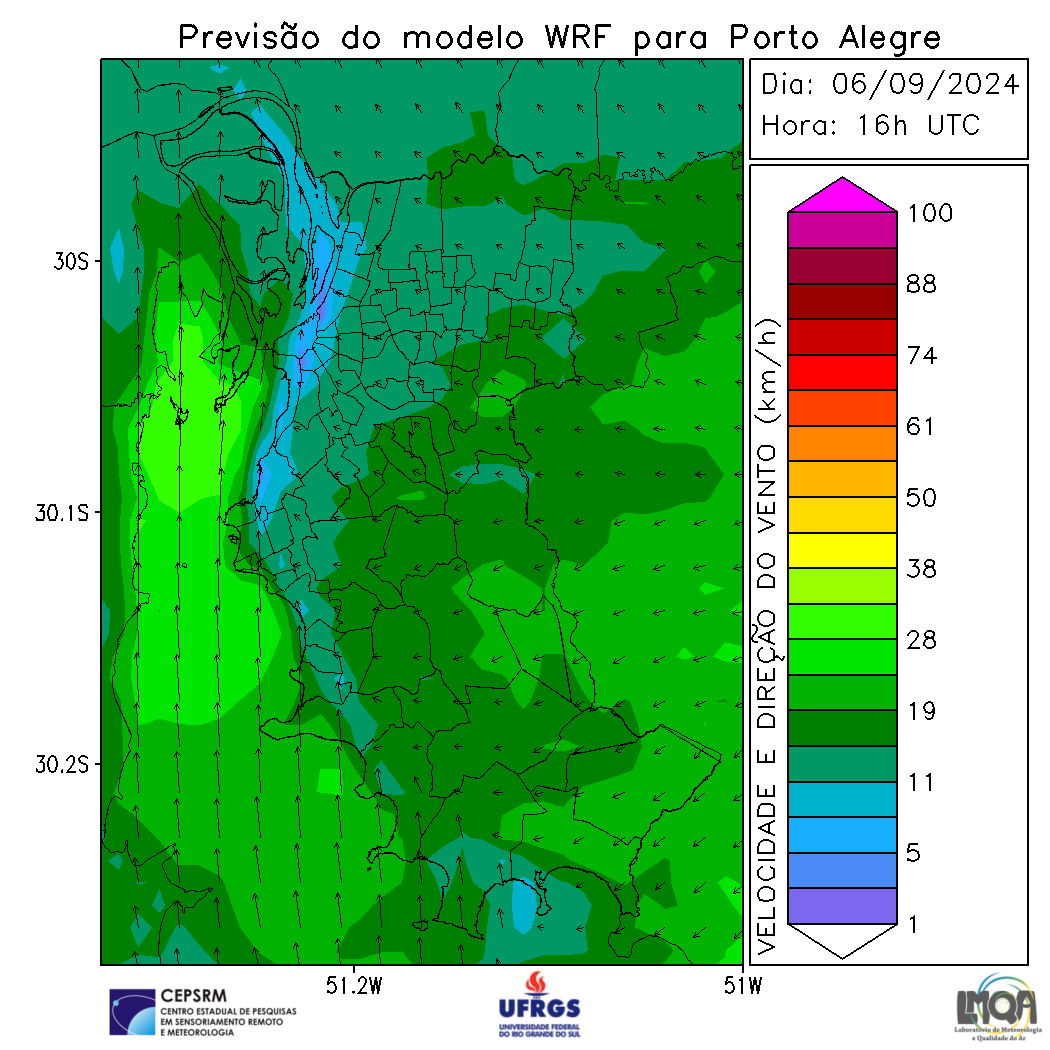 Previsão do modelo WRF para Porto Alegre
Dia: 06/09/2024
Hora: 16h UTC
30S
30.1S
30.2S
51.2W
51W
VELOCIDADE E DIREÇÃO DO VENTO (km/h)
100
88
74
61
50
38
28
19
11
5
1
CEPSRM
CENTRO ESTADUAL DE PESQUISAS
EM SENSORIAMENTO REMOTO
E METEOROLOGIA
UFRGS
UNIVERSIDADE FEDERAL
DO RIO GRANDE DO SUL
LMQA
Laboratório de Meteorologia
e Qualidade do Ar